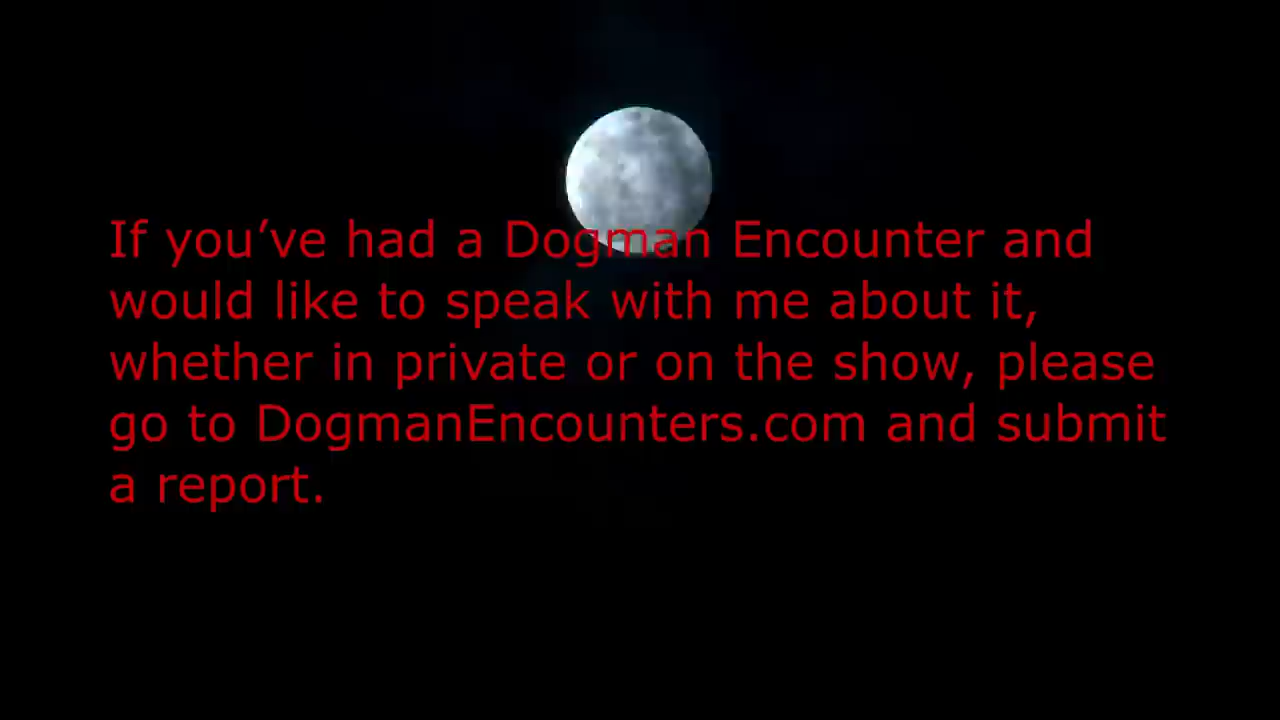 If you’ve had a Dogman Encounter and
would like to speak with me about it,
whether in private or on the show, please
go to DogmanEncounters.com and submit
a report.